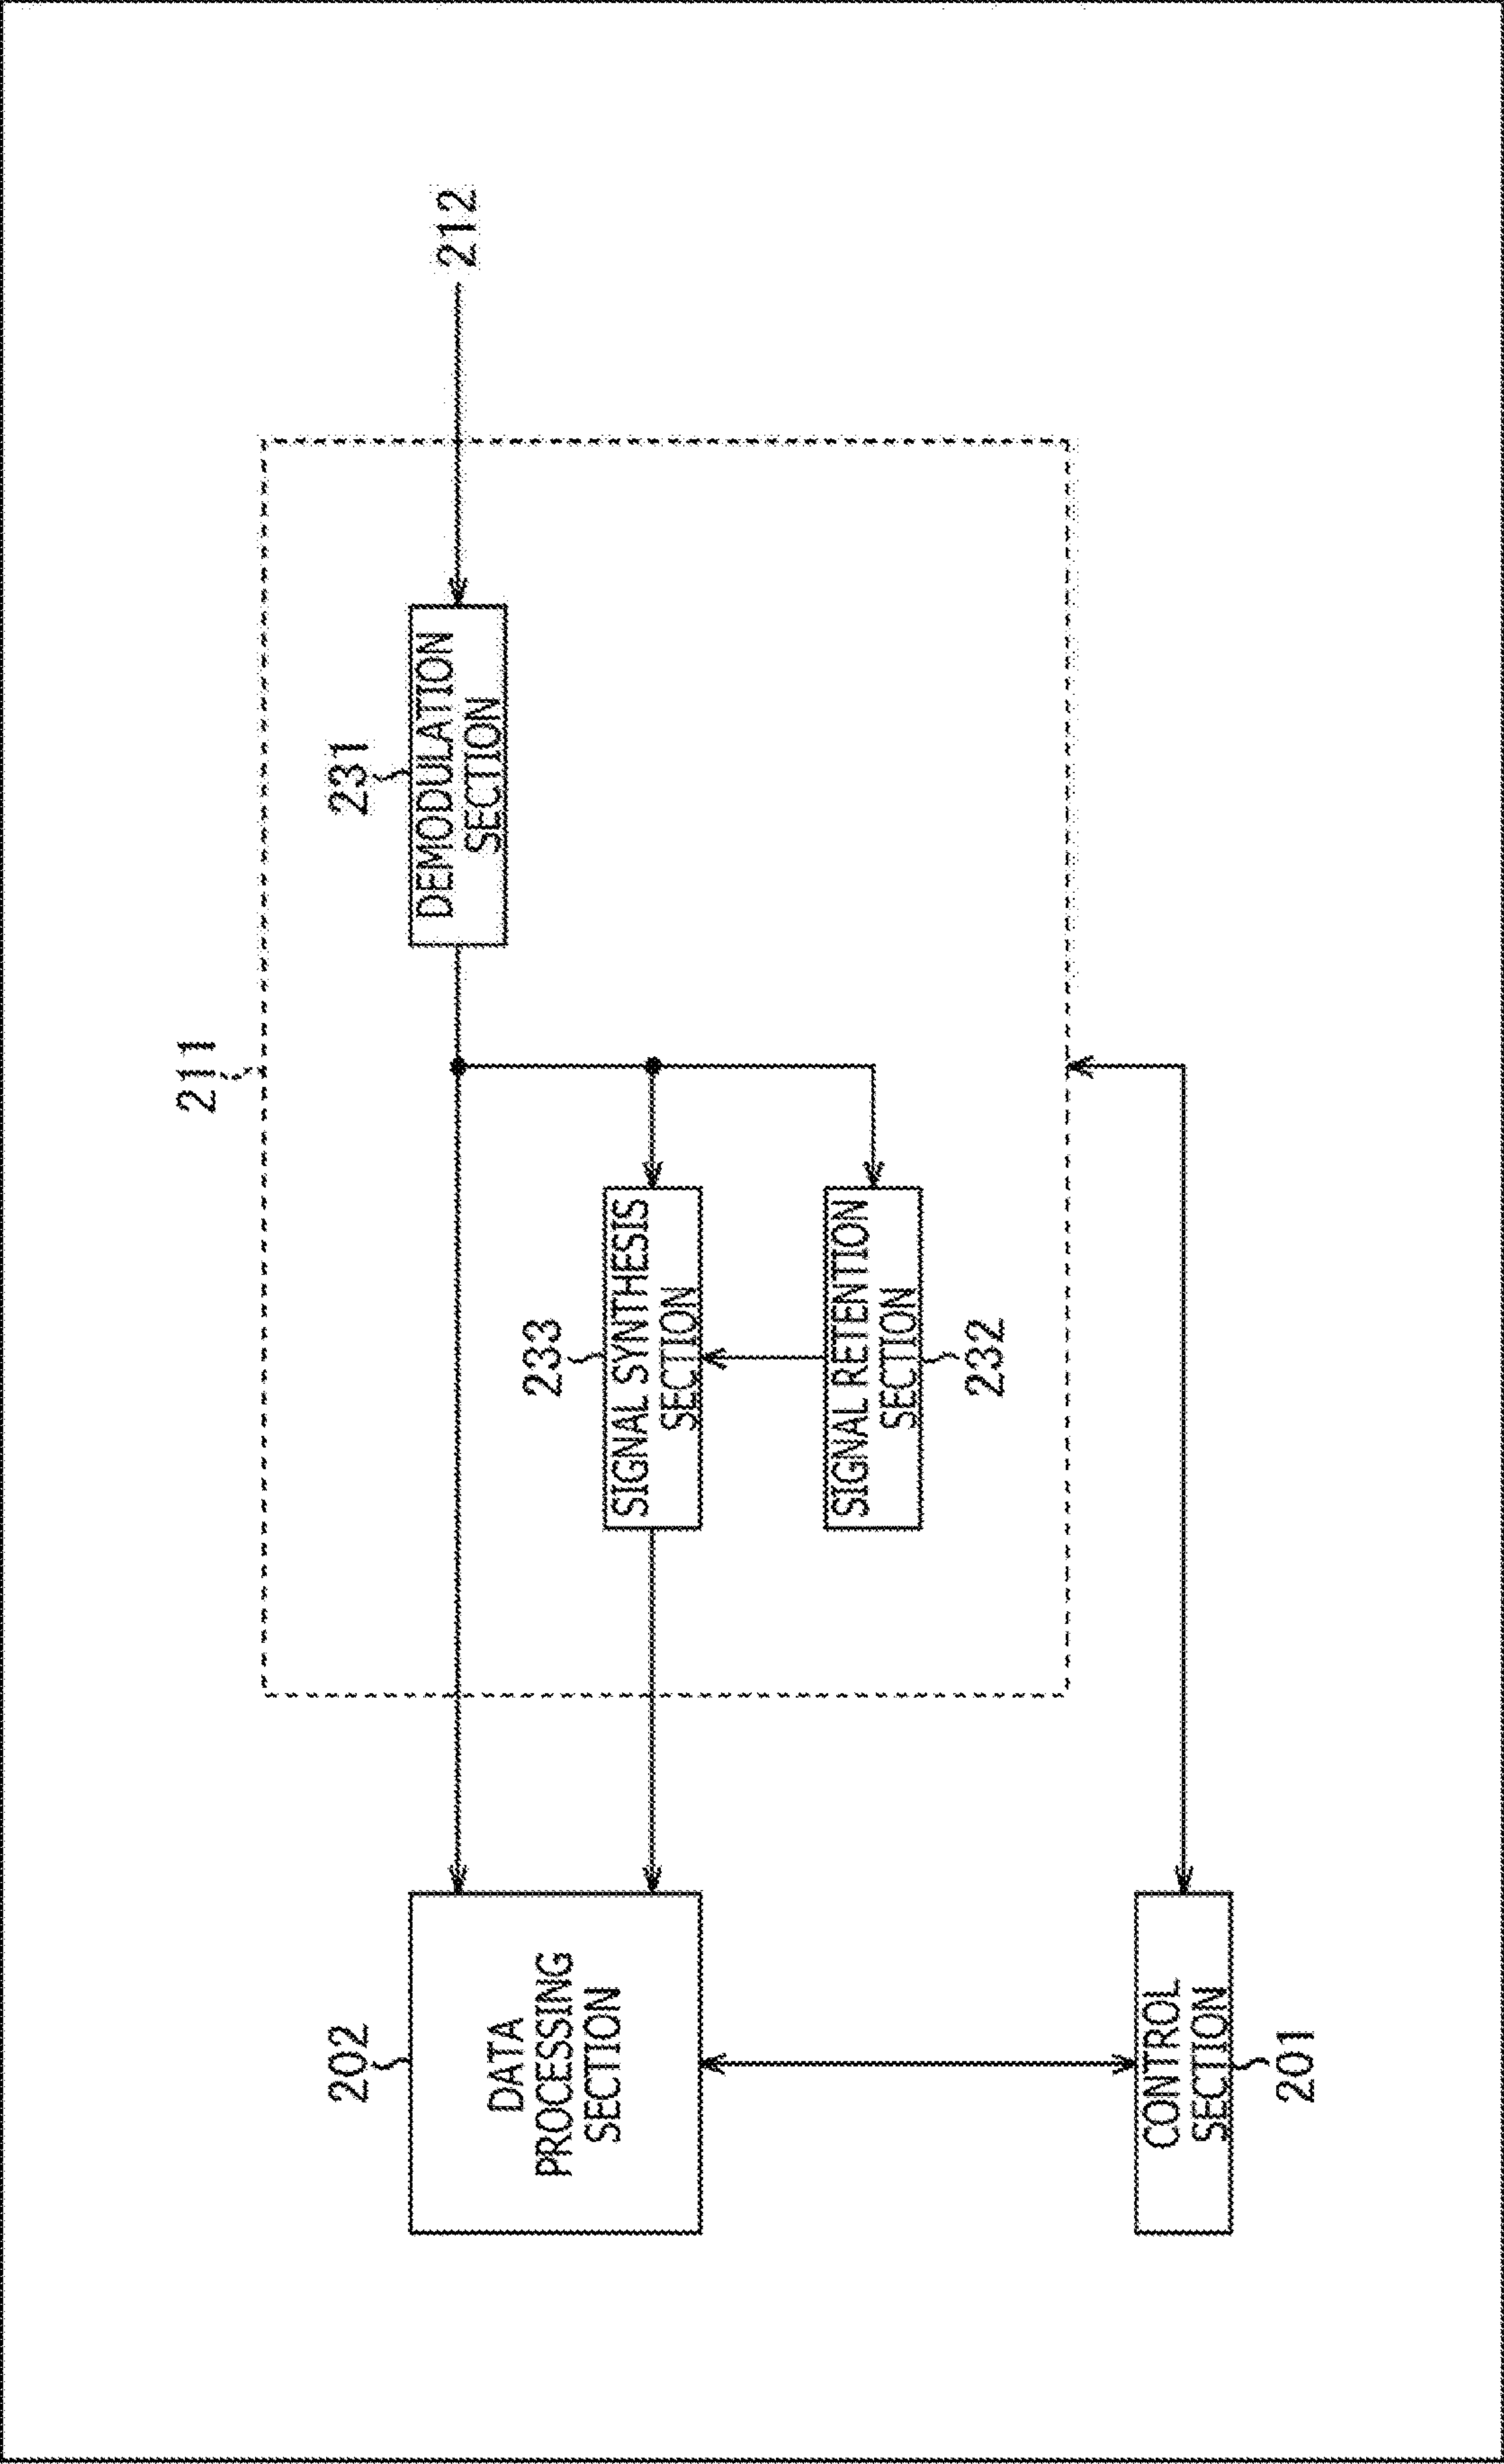 211
202
DATA
PROCESSING
SECTION
231
DEMODULATION
SECTION
212
233
SIGNAL SYNTHESIS
SECTION
SIGNAL RETENTION
SECTION
232
CONTROL
SECTION
201